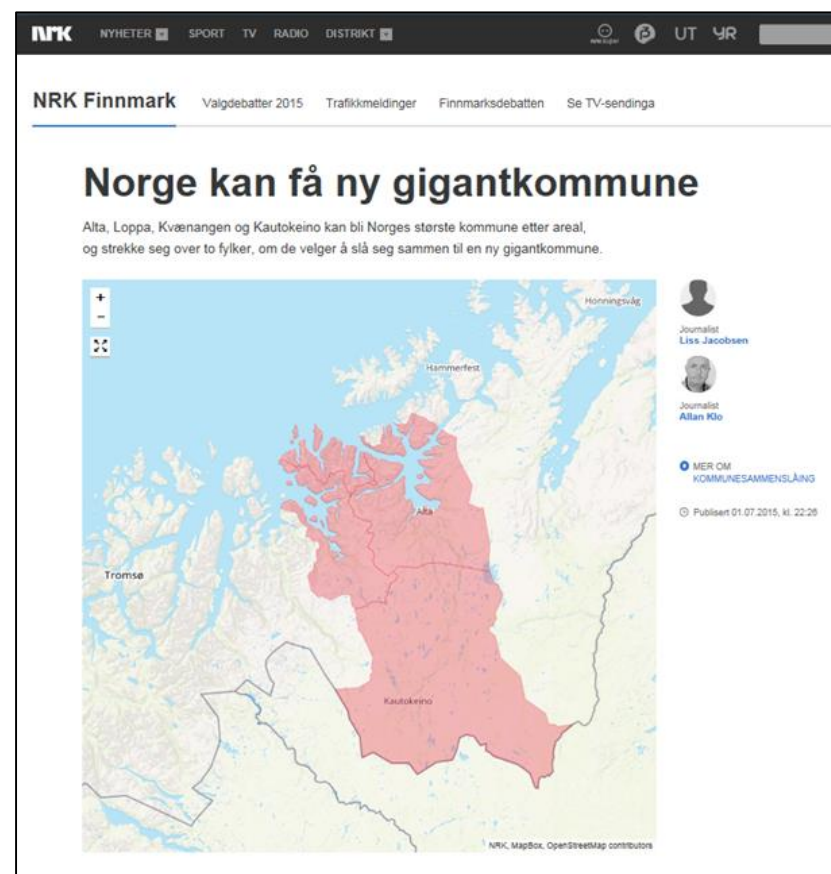 NRK NYHETER SPORT TV RADIO DISTRIKT UT YR
NRK Finnmark Valgdebatter 2015 Trafikkmeldinger Finnmarksdebatten Se TV-sendinga
Norge kan få ny gigantkommune
Alta, Loppa, Kvænangen og Kautokeino kan bli Norges største kommune etter areal,
og strekke seg over to fylker, om de velger å slå seg sammen til en ny gigantkommune.
+
-
Honningsvåg
Hammerfest
Alta
Tromsø
Kautokeino
NRK, MapBox, OpenStreetMap contributors
Journalist
Liss Jacobsen
Journalist
Allan Klo
MER OM
KOMMUNESAMMENSLÅING
Publisert 01.07.2015, kl. 22:26